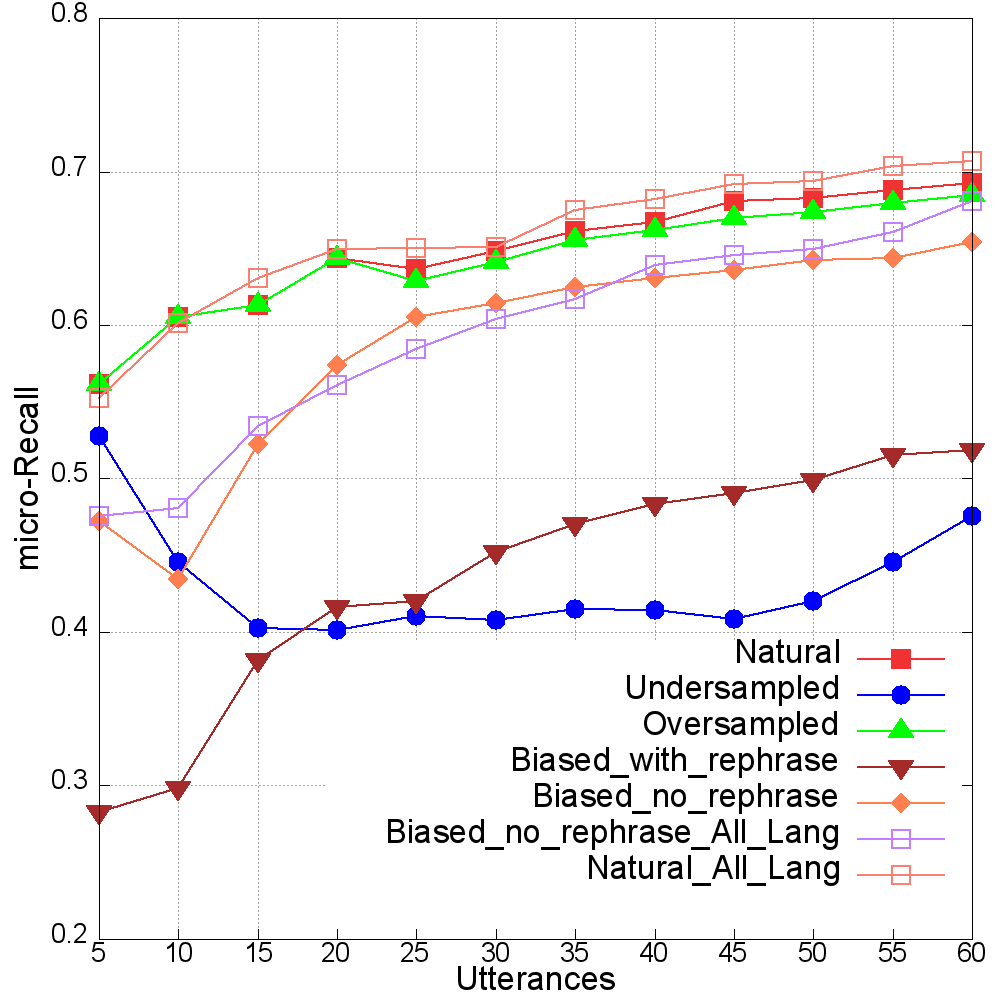 0.8
0.7
0.6
0.5
0.4
0.3
0.2
micro-Recall
Natural
Undersampled
Oversampled
Biased_with_rephrase
Biased_no_rephrase
Biased_no_rephrase_All_Lang
Natural_All_Lang
5 10 15 20 25 30 35 40 45 50 55 60
Utterances